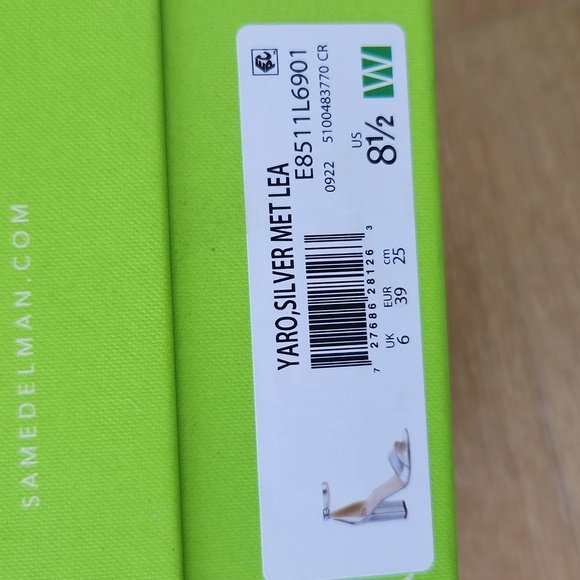 SAMEDELMAN.COM
YARO,SILVER MET LEA
E8511L6901
0922 5100483770 CR
7 27686 28126 3
UK EUR cm US
6 39 25 8½ W